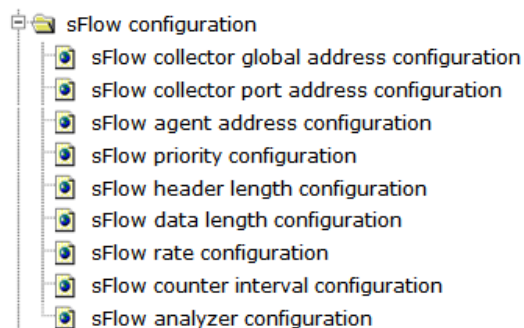 sFlow configuration
sFlow collector global address configuration
sFlow collector port address configuration
sFlow agent address configuration
sFlow priority configuration
sFlow header length configuration
sFlow data length configuration
sFlow rate configuration
sFlow counter interval configuration
sFlow analyzer configuration